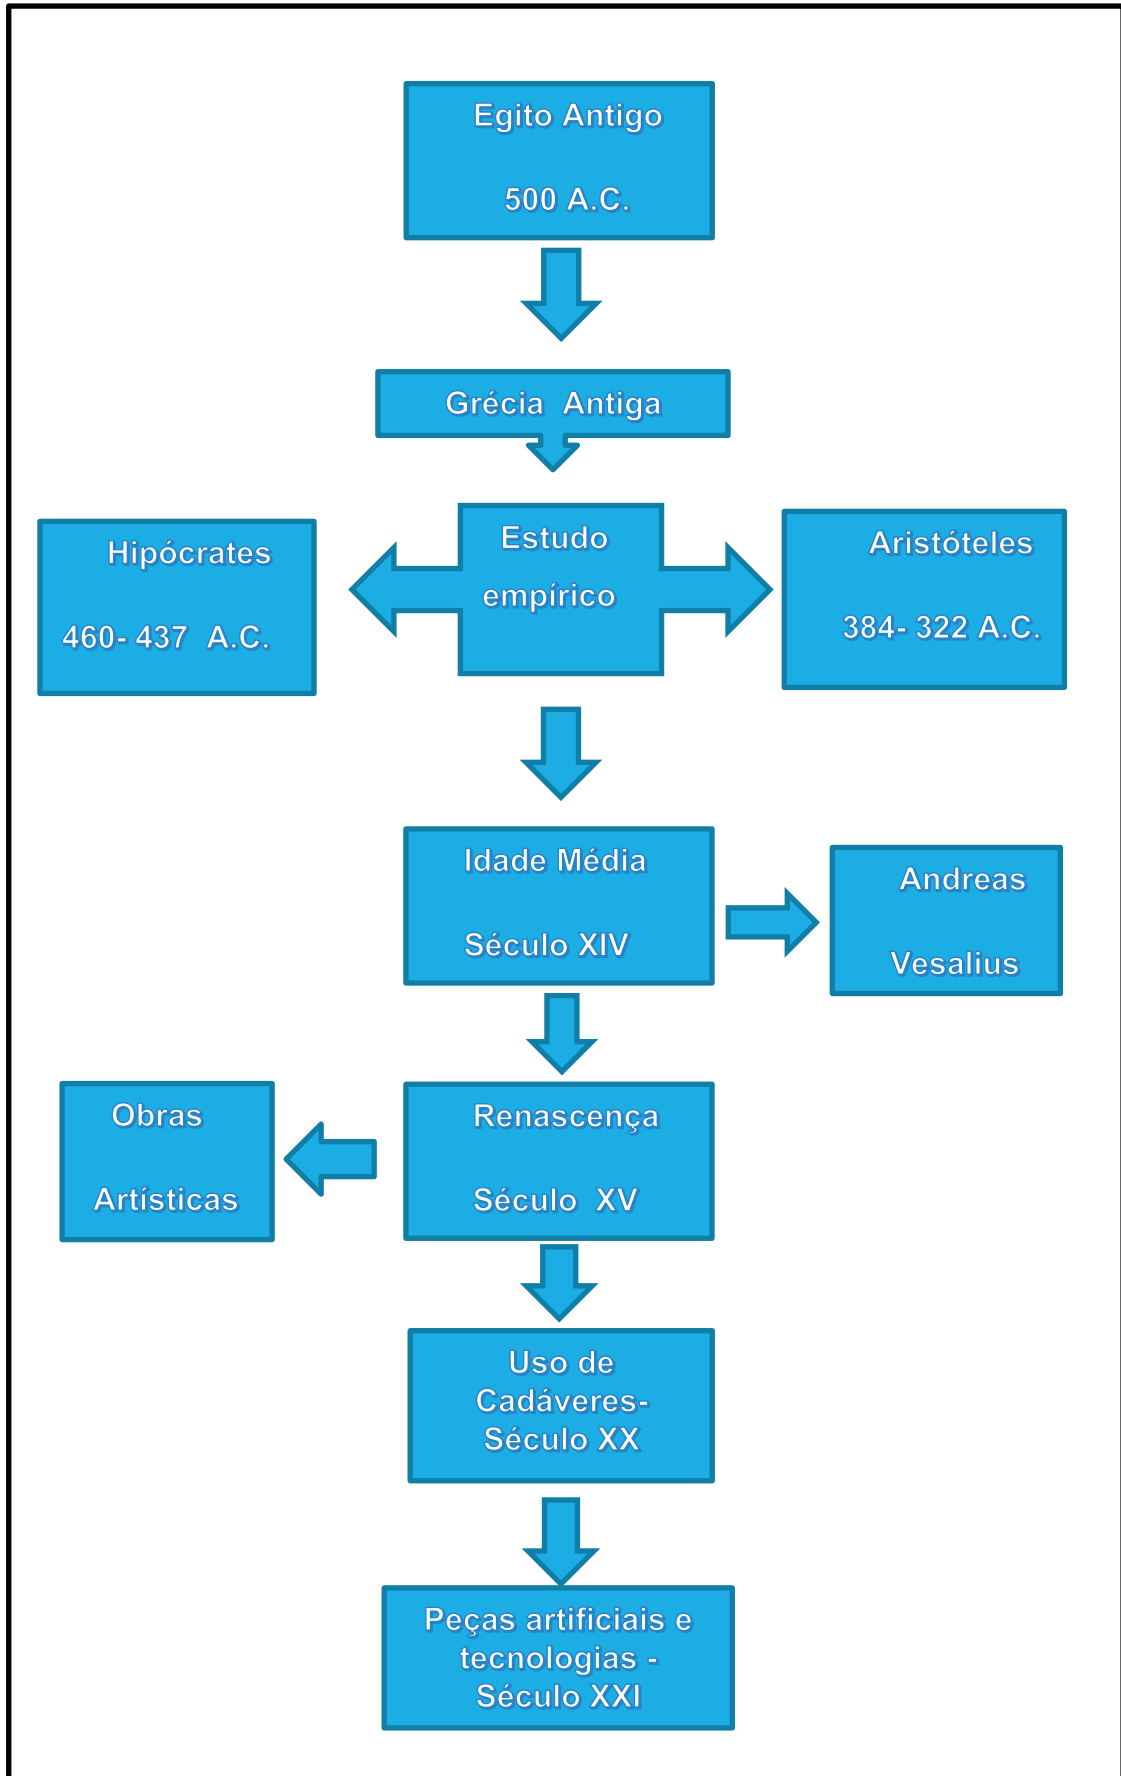 Egito Antigo
500 A.C.
Grécia Antiga
Estudo
empírico
Hipócrates
460- 437 A.C.
Aristóteles
384- 322 A.C.
Idade Média
Século XIV
Andreas
Vesalius
Renascença
Século XV
Obras
Artísticas
Uso de
Cadáveres-
Século XX
Peças artificiais e
tecnologias -
Século XXI